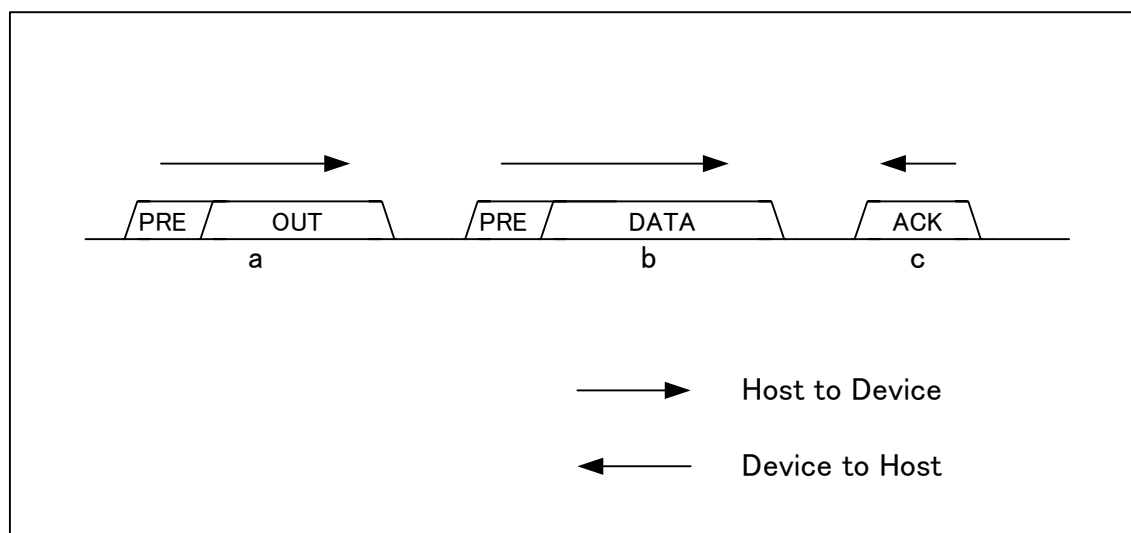 PRE OUT PRE DATA ACK
a b c
Host to Device
Device to Host